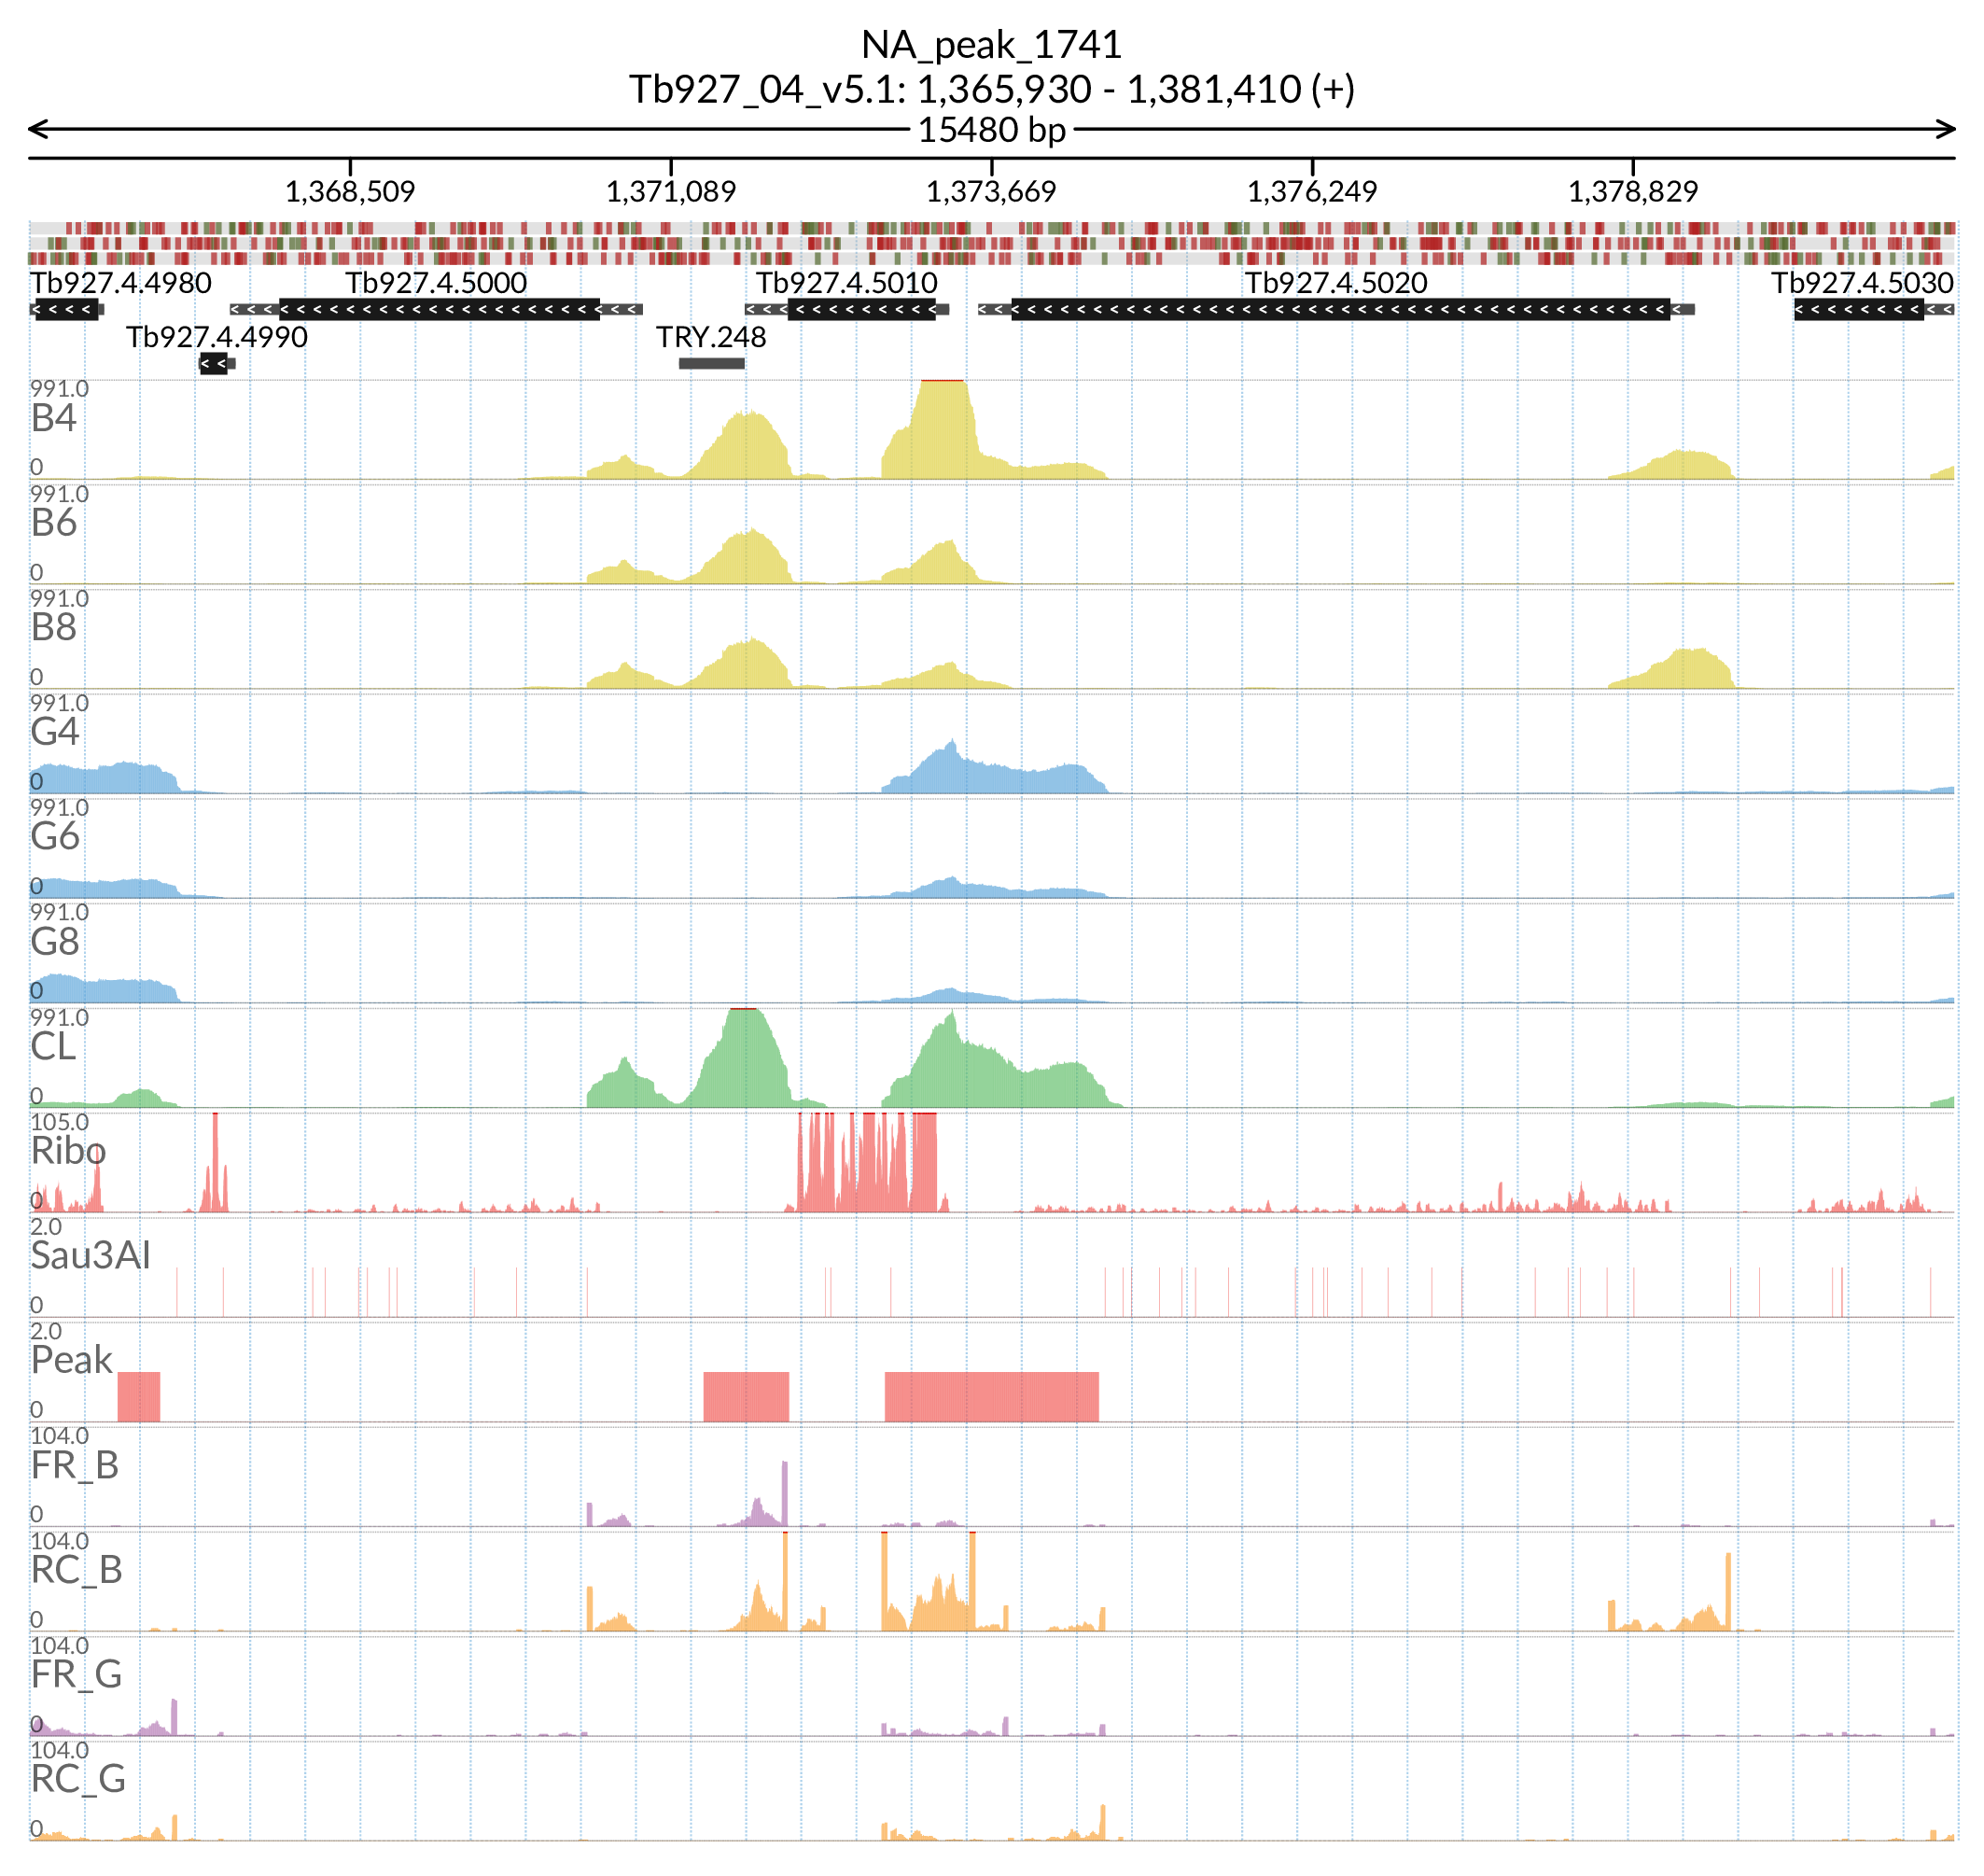 NA_peak_1741
Tb927_04_v5.1: 1,365,930 - 1,381,410 (+)
15480 bp
1,368,509 1,371,089 1,373,669 1,376,249 1,378,829
Tb927.4.4980 Tb927.4.5000 Tb927.4.5010 Tb927.4.5020 Tb927.4.5030
Tb927.4.4990 TRY.248
991.0
B4
0
991.0
B6
0
991.0
B8
0
991.0
G4
0
991.0
G6
0
991.0
G8
0
991.0
CL
0
105.0
Ribo
0
2.0
Sau3AI
0
2.0
Peak
0
104.0
FR_B
0
104.0
RC_B
0
104.0
FR_G
0
104.0
RC_G
0